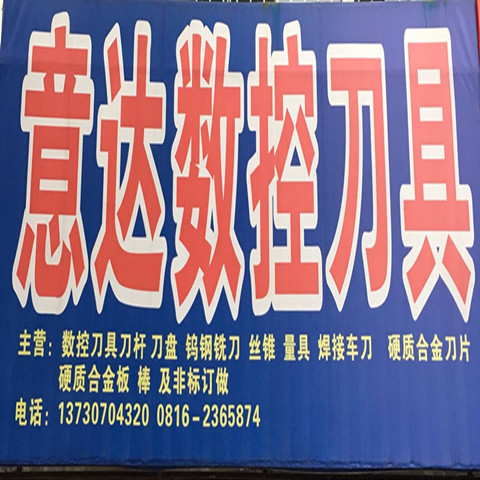 意达数控刀具
主营: 数控刀具刀杆 刀盘 钨钢铣刀 丝锥 量具 焊接车刀 硬质合金刀片
硬质合金板 棒 及非标订做
电话: 13730704320 0816-2365874